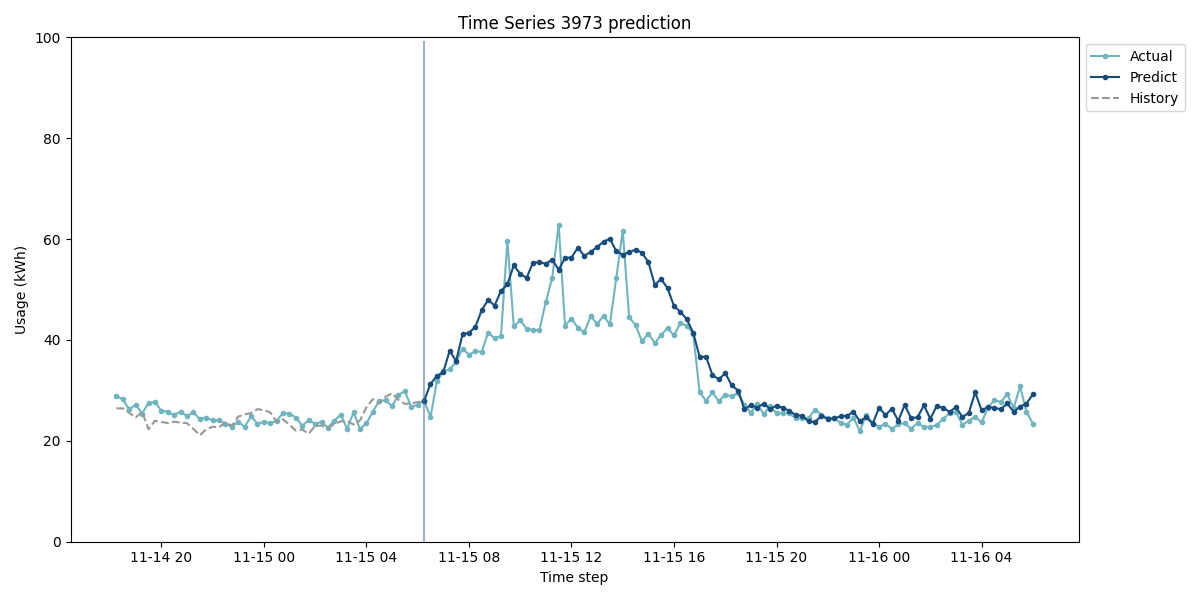 Time Series 3973 prediction
100
80
60
40
20
0
Usage (kWh)
11-14 20
11-15 00
11-15 04
11-15 08
11-15 12
11-15 16
11-15 20
11-16 00
11-16 04
Time step
Actual
Predict
History